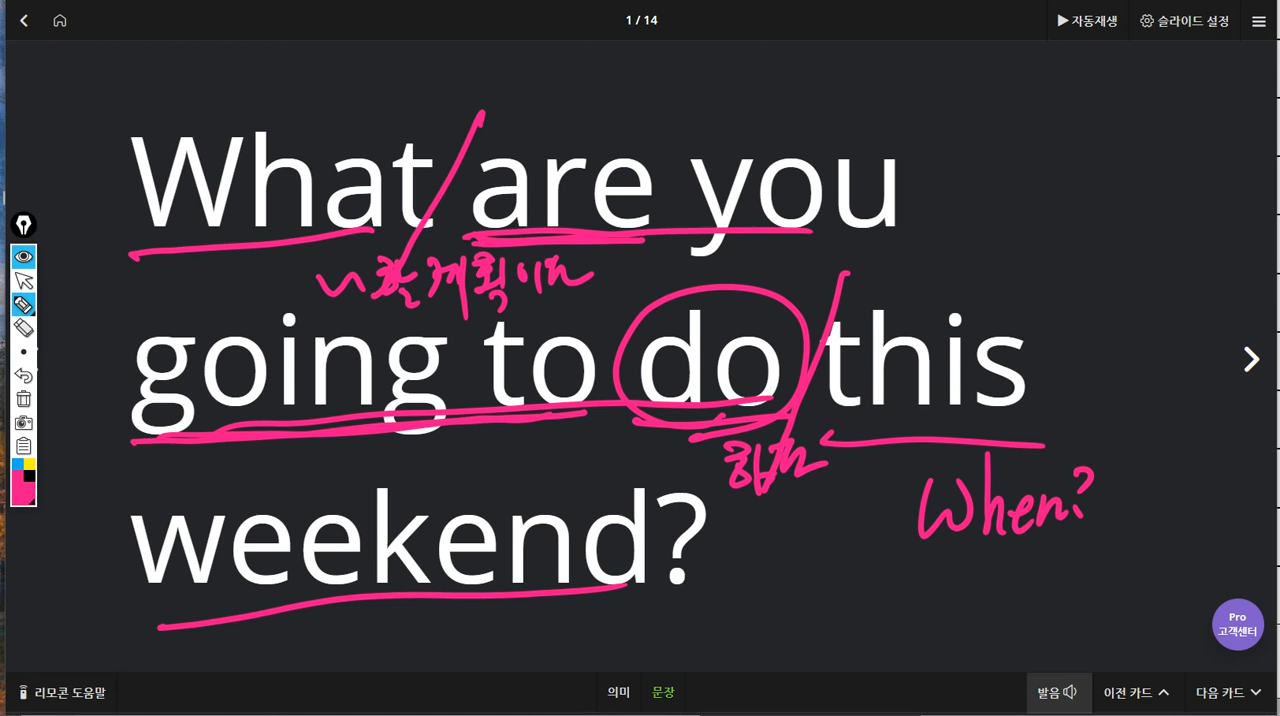 1 / 14
자동재생
슬라이드 설정
What are you
~할 계획이다
going to do this
하다
When?
weekend?
Pro
고객센터
리모콘 도움말
의미
문장
발음
이전 카드
다음 카드